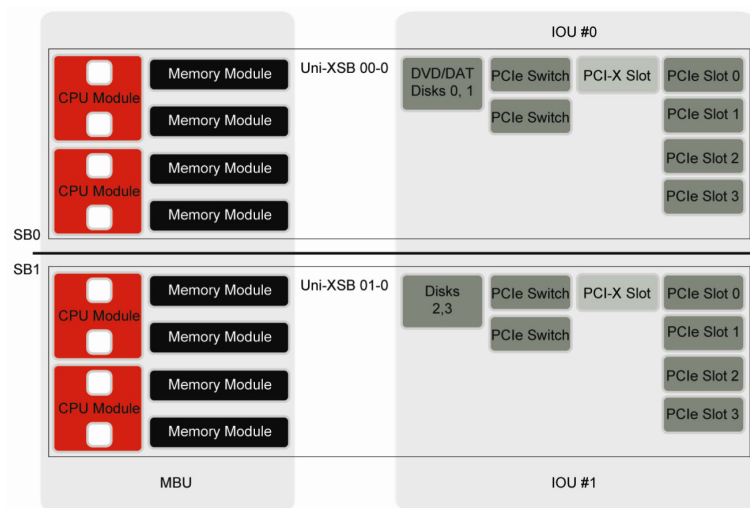 IOU #0
Uni-XSB 00-0
CPU Module
CPU Module
Memory Module
Memory Module
Memory Module
Memory Module
DVD/DAT
Disks 0, 1
PCIe Switch
PCIe Switch
PCI-X Slot
PCIe Slot 0
PCIe Slot 1
PCIe Slot 2
PCIe Slot 3
SB0
SB1
Uni-XSB 01-0
CPU Module
CPU Module
Memory Module
Memory Module
Memory Module
Memory Module
Disks
2,3
PCIe Switch
PCIe Switch
PCI-X Slot
PCIe Slot 0
PCIe Slot 1
PCIe Slot 2
PCIe Slot 3
MBU
IOU #1